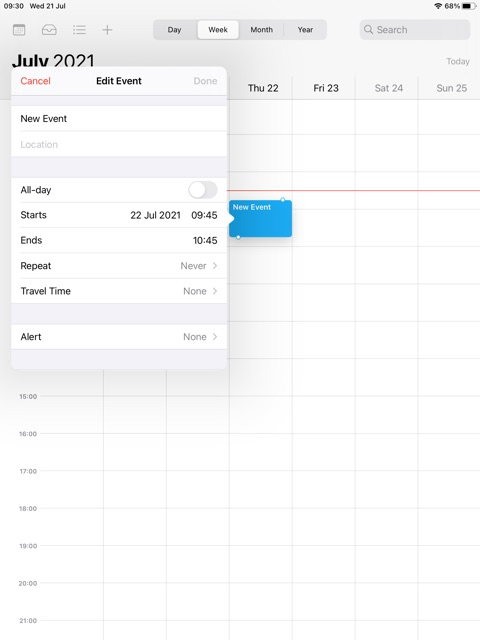 09:30 Wed 21 Jul 68%
Day Week Month Year Search
July 2021 Today
Cancel Edit Event Done
Thu 22 Fri 23 Sat 24 Sun 25
New Event
Location
All-day
Starts 22 Jul 2021 09:45
New Event
Ends 10:45
Repeat Never
Travel Time None
Alert None
15:00
16:00
17:00
18:00
19:00
20:00
21:00